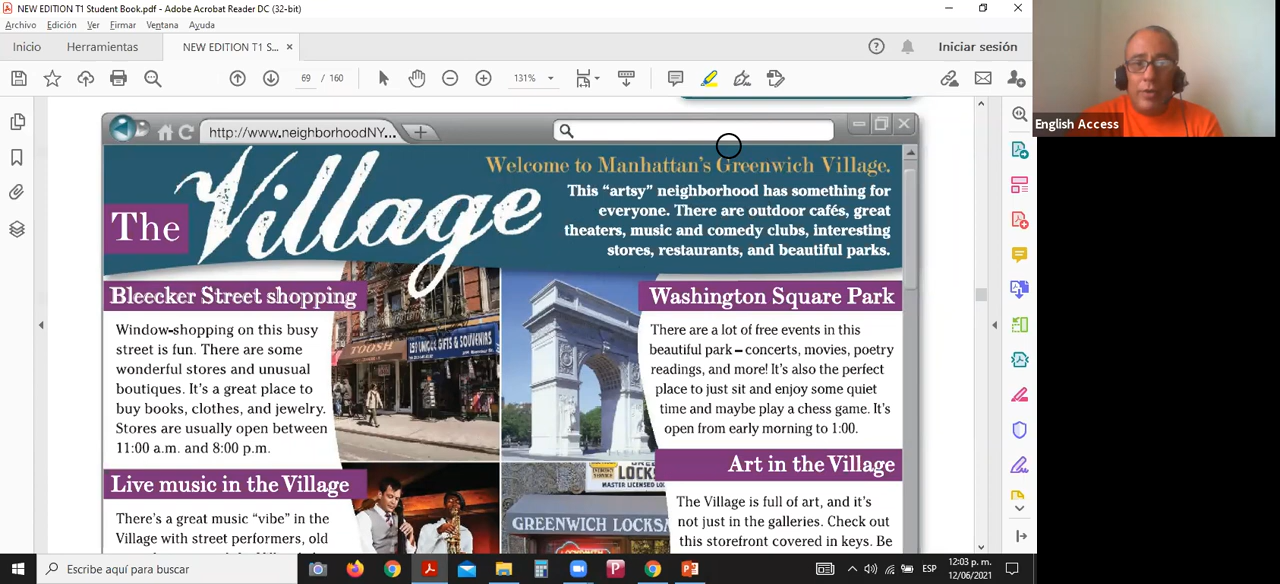 NEW EDITION T1 Student Book.pdf - Adobe Acrobat Reader DC (32-bit)
Archivo Edición Ver Firmar Ventana Ayuda
Inicio Herramientas NEW EDITION T1 S... × Iniciar sesión
69 / 160 131%
English Access
http://www.neighborhoodNY...
The Village
Welcome to Manhattan's Greenwich Village.
This "artsy" neighborhood has something for
everyone. There are outdoor cafés, great
theaters, music and comedy clubs, interesting
stores, restaurants, and beautiful parks.
Bleecker Street shopping
Window-shopping on this busy
street is fun. There are some
wonderful stores and unusual
boutiques. It's a great place to
buy books, clothes, and jewelry.
Stores are usually open between
11:00 a.m. and 8:00 p.m.
TOOSH
Washington Square Park
There are a lot of free events in this
beautiful park – concerts, movies, poetry
readings, and more! It's also the perfect
place to just sit and enjoy some quiet
time and maybe play a chess game. It's
open from early morning to 1:00.
Live music in the Village
There's a great music "vibe" in the
Village with street performers, old
Art in the Village
The Village is full of art, and it's
not just in the galleries. Check out
this storefront covered in keys. Be
LOCKS
MASTER LICENSED
GREENWICH LOCKSM
Escribe aquí para buscar
ESP
12:03 p. m.
12/06/2021